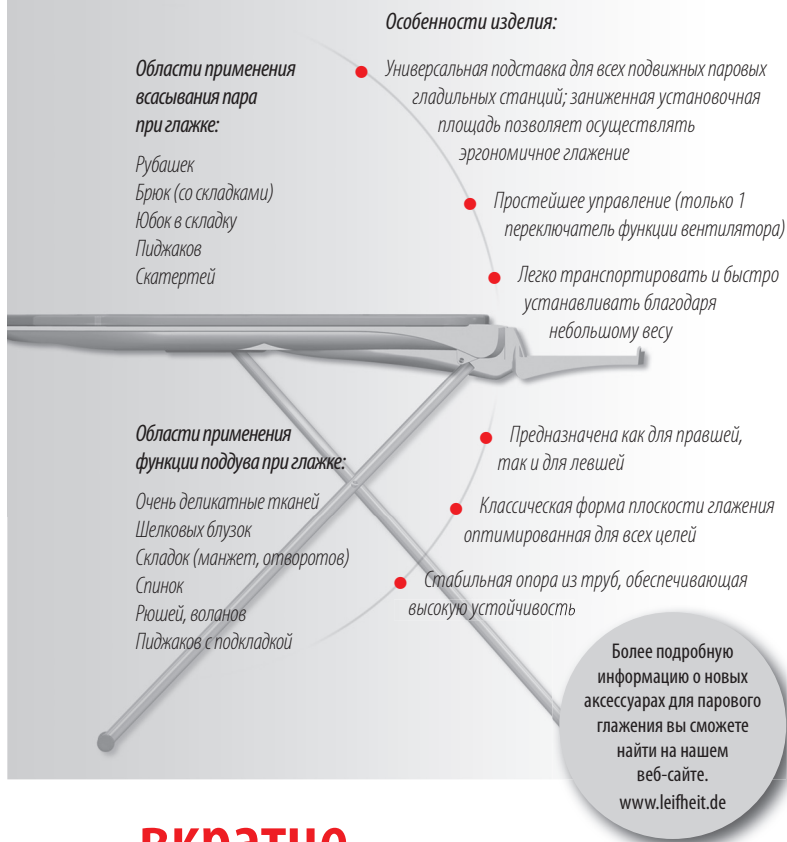 Особенности изделия:
Области применения
всасывания пара
при глажке:
Рубашек
Брюк (со складками)
Юбок в складку
Пиджаков
Скатертей
Универсальная подставка для всех подвижных паровых
гладильных станций; заниженная установочная
площадь позволяет осуществлять
эргономичное глажение
Простейшее управление (только 1
переключатель функции вентилятора)
Легко транспортировать и быстро
устанавливать благодаря
небольшому весу
Области применения
функции поддува при глажке:
Очень деликатные тканей
Шелковых блузок
Складок (манжет, отворотов)
Спинок
Рюшей, воланов
Пиджаков с подкладкой
Предназначена как для правшей,
так и для левшей
Классическая форма плоскости глажения
оптимированная для всех целей
Стабильная опора из труб, обеспечивающая
высокую устойчивость
Более подробную
информацию о новых
аксессуарах для парового
глажения вы сможете
найти на нашем
веб-сайте.
www.leifheit.de
вкратце